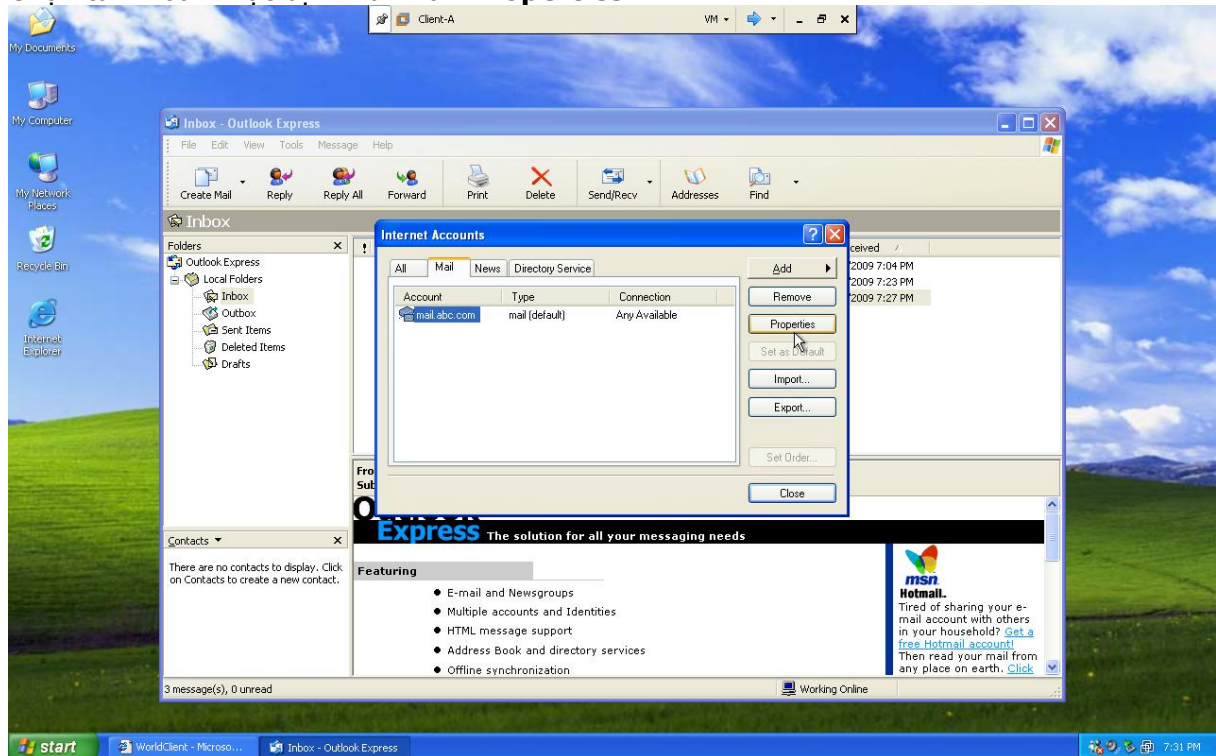 Client-A VM
My Documents
My Computer
My Network
Places
Recycle Bin
Internet
Explorer
Inbox - Outlook Express
File Edit View Tools Message Help
Create Mail Reply Reply All Forward Print Delete Send/Recv Addresses Find
Inbox
Folders
Outlook Express
Local Folders
Inbox
Outbox
Sent Items
Deleted Items
Drafts
Contacts
There are no contacts to display. Click
on Contacts to create a new contact.
ceived
2009 7:04 PM
2009 7:23 PM
2009 7:27 PM
Internet Accounts
All Mail News Directory Service
Account Type Connection
mail.abc.com mail (default) Any Available
Add
Remove
Properties
Set as Default
Import...
Export...
Set Order...
Close
Fro
Sub
Express The solution for all your messaging needs
Featuring
E-mail and Newsgroups
Multiple accounts and Identities
HTML message support
Address Book and directory services
Offline synchronization
msn
Hotmail.
Tired of sharing your e-
mail account with others
in your household? Get a
free Hotmail account!
Then read your mail from
any place on earth. Click
3 message(s), 0 unread Working Online
start WorldClient - Microso... Inbox - Outlook Express 7:31 PM